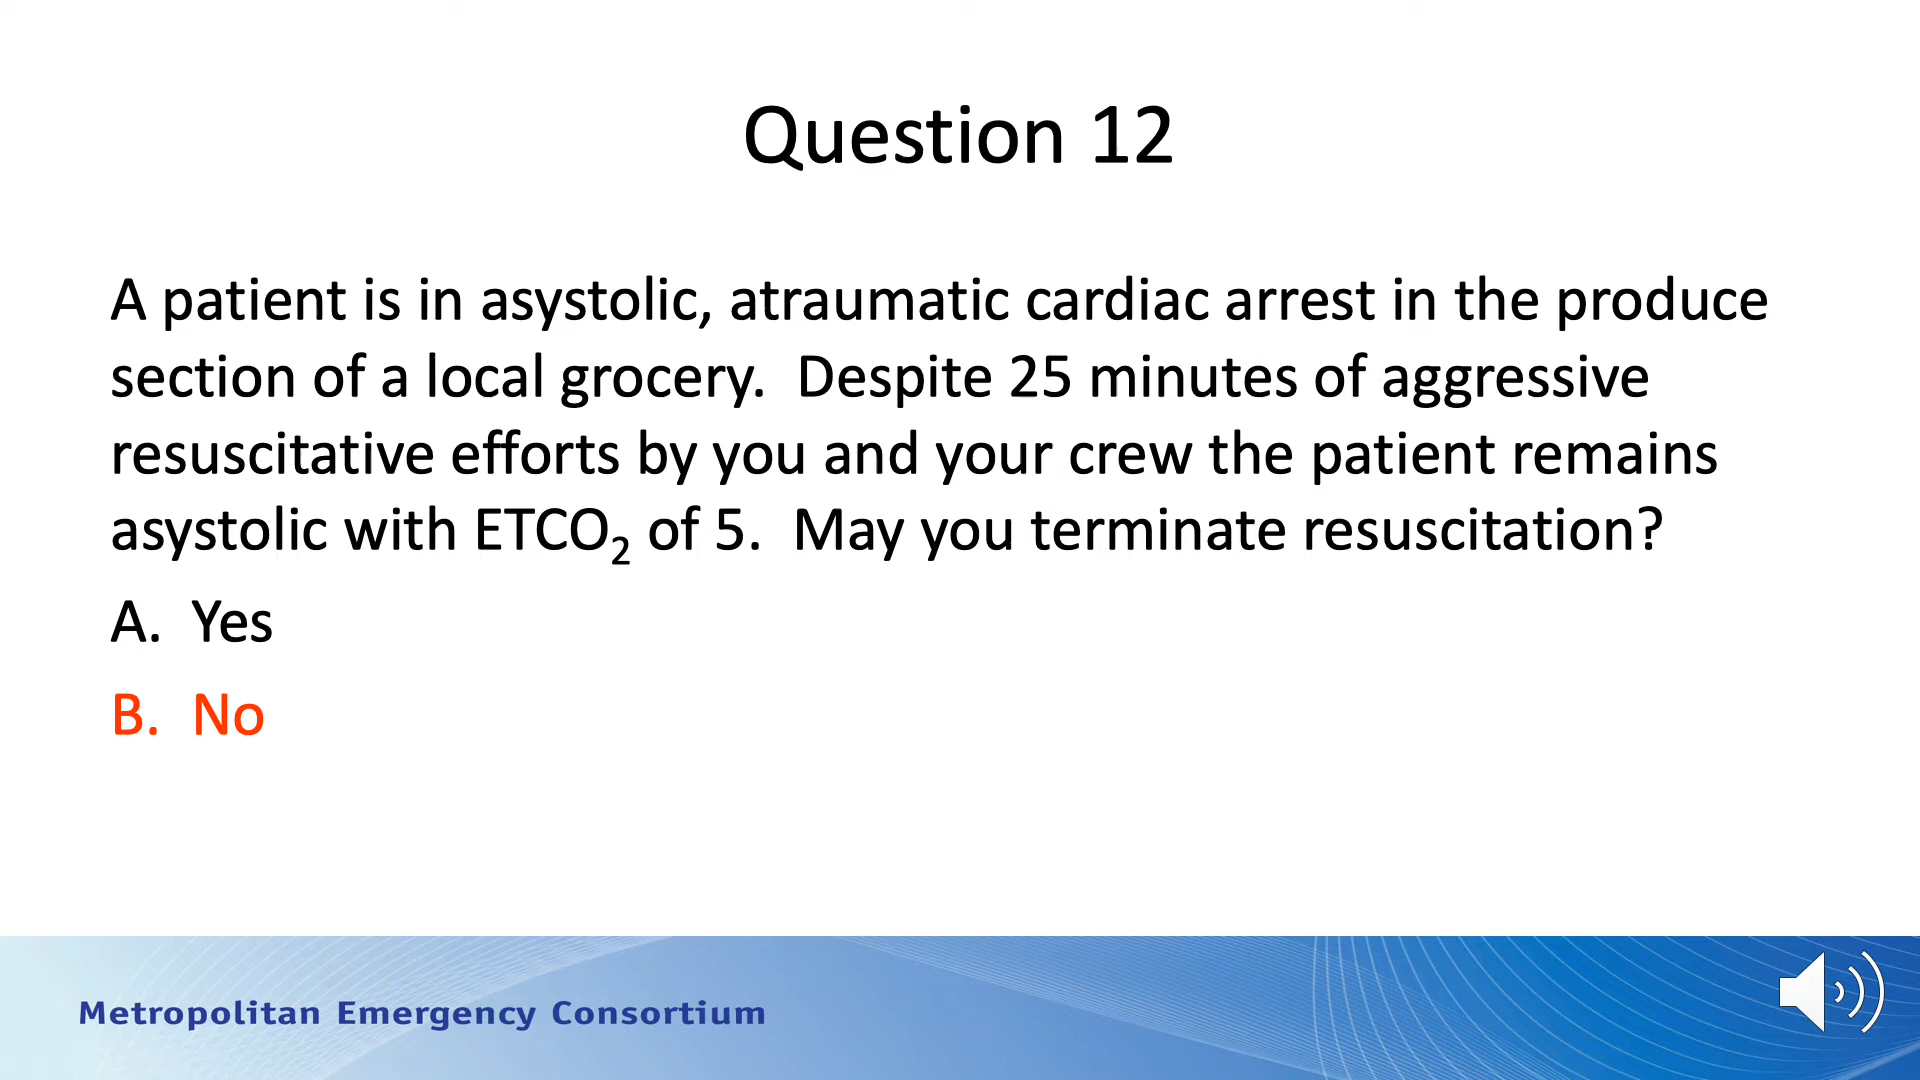 Question 12
A patient is in asystolic, atraumatic cardiac arrest in the produce
section of a local grocery.  Despite 25 minutes of aggressive
resuscitative efforts by you and your crew the patient remains
asystolic with ETCO₂ of 5.  May you terminate resuscitation?
A.  Yes
B.  No
Metropolitan Emergency Consortium